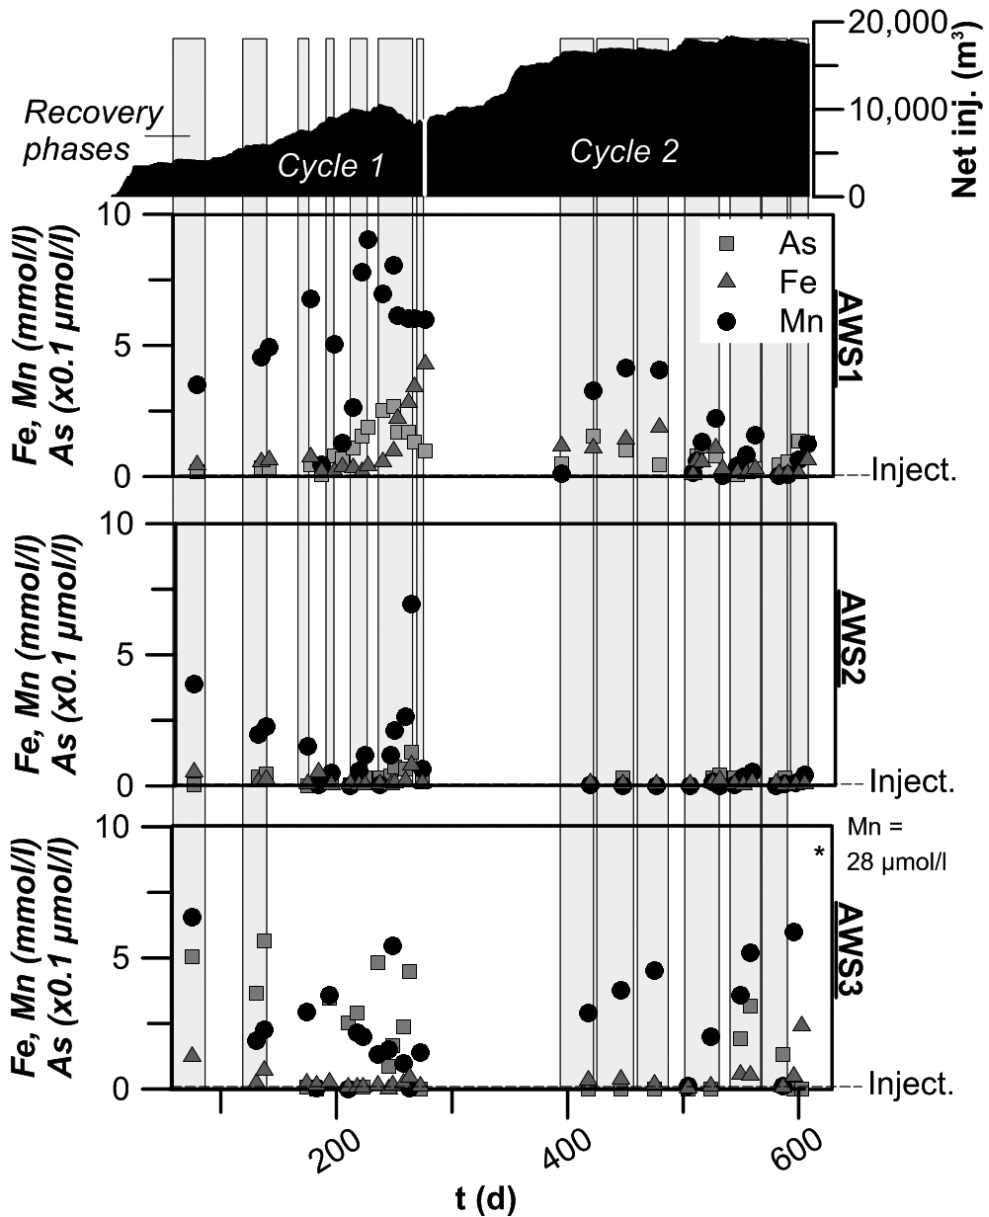 20,000
10,000
0
Net inj. (m³)
Recovery
phases
Cycle 1
Cycle 2
10
5
0
Fe, Mn (mmol/l)
As (x0.1 µmol/l)
As
Fe
Mn
AWS1
Inject.
10
5
0
Fe, Mn (mmol/l)
As (x0.1 µmol/l)
AWS2
Inject.
10
5
0
Fe, Mn (mmol/l)
As (x0.1 µmol/l)
Mn =
* 28 µmol/l
AWS3
Inject.
200
400
600
t (d)